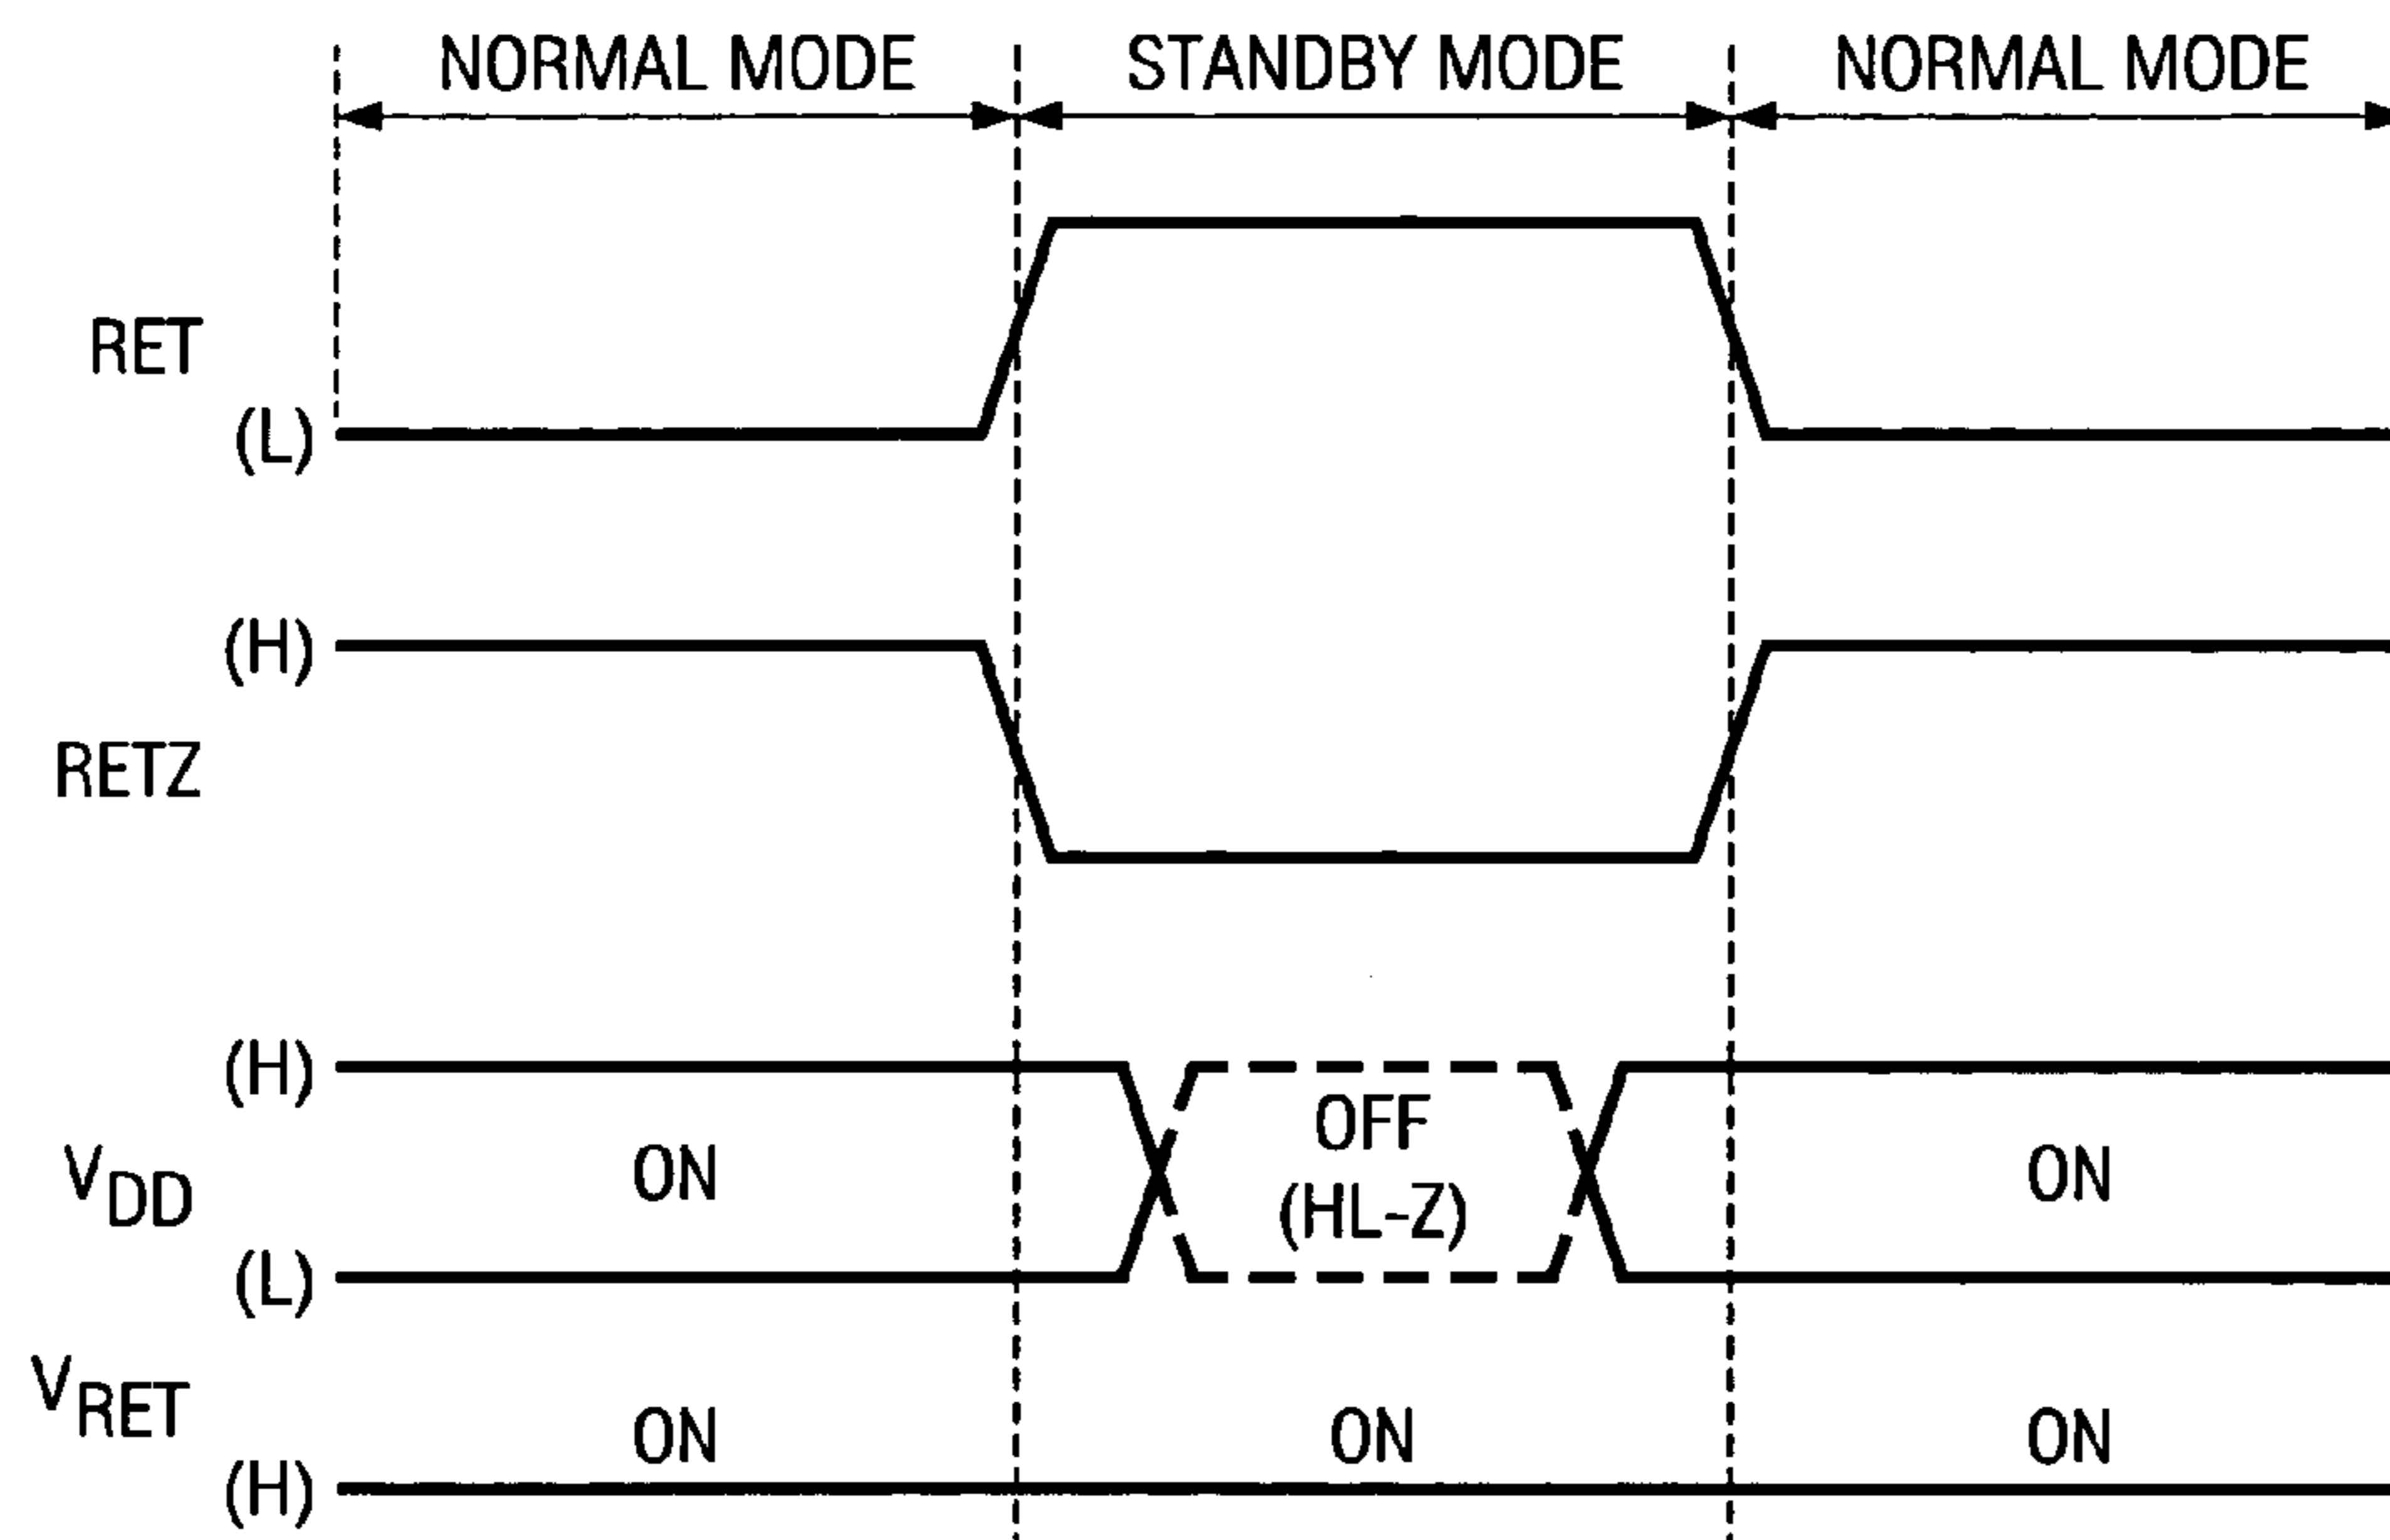 NORMAL MODE STANDBY MODE NORMAL MODE
RET
(L)
(H)
RETZ
(H)
OFF
VDD ON (HL-Z) ON
(L)
VRET
ON ON ON
(H)